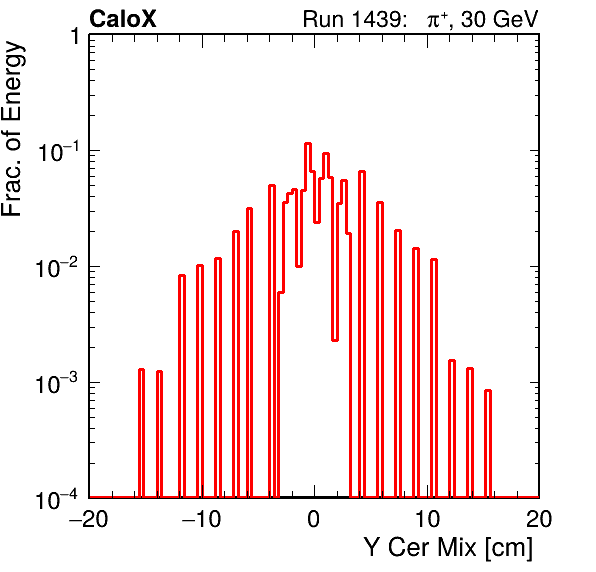 CaloX Run 1439: π⁺, 30 GeV
Frac. of Energy
1
10⁻¹
10⁻²
10⁻³
10⁻⁴
−20 −10 0 10 20
Y Cer Mix [cm]